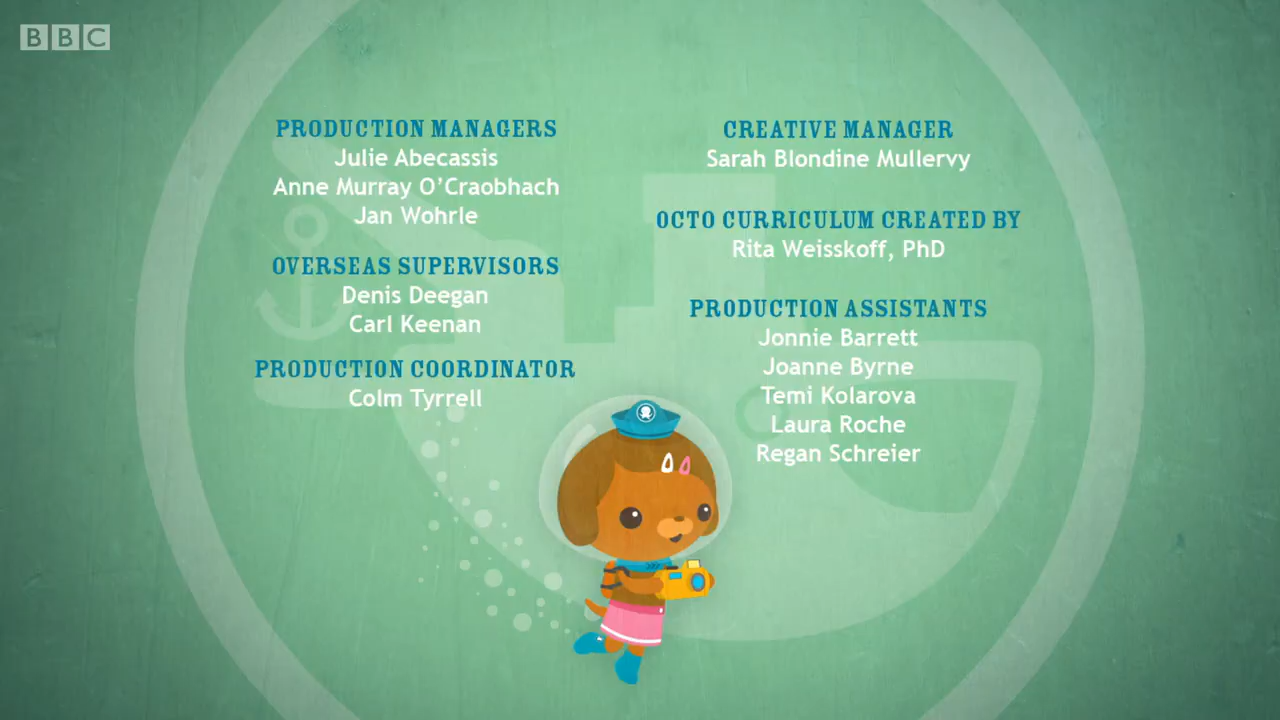 BBC
PRODUCTION MANAGERS
Julie Abecassis
Anne Murray O'Craobhach
Jan Wohrle
OVERSEAS SUPERVISORS
Denis Deegan
Carl Keenan
PRODUCTION COORDINATOR
Colm Tyrrell
CREATIVE MANAGER
Sarah Blondine Mullervy
OCTO CURRICULUM CREATED BY
Rita Weisskoff, PhD
PRODUCTION ASSISTANTS
Jonnie Barrett
Joanne Byrne
Temi Kolarova
Laura Roche
Regan Schreier